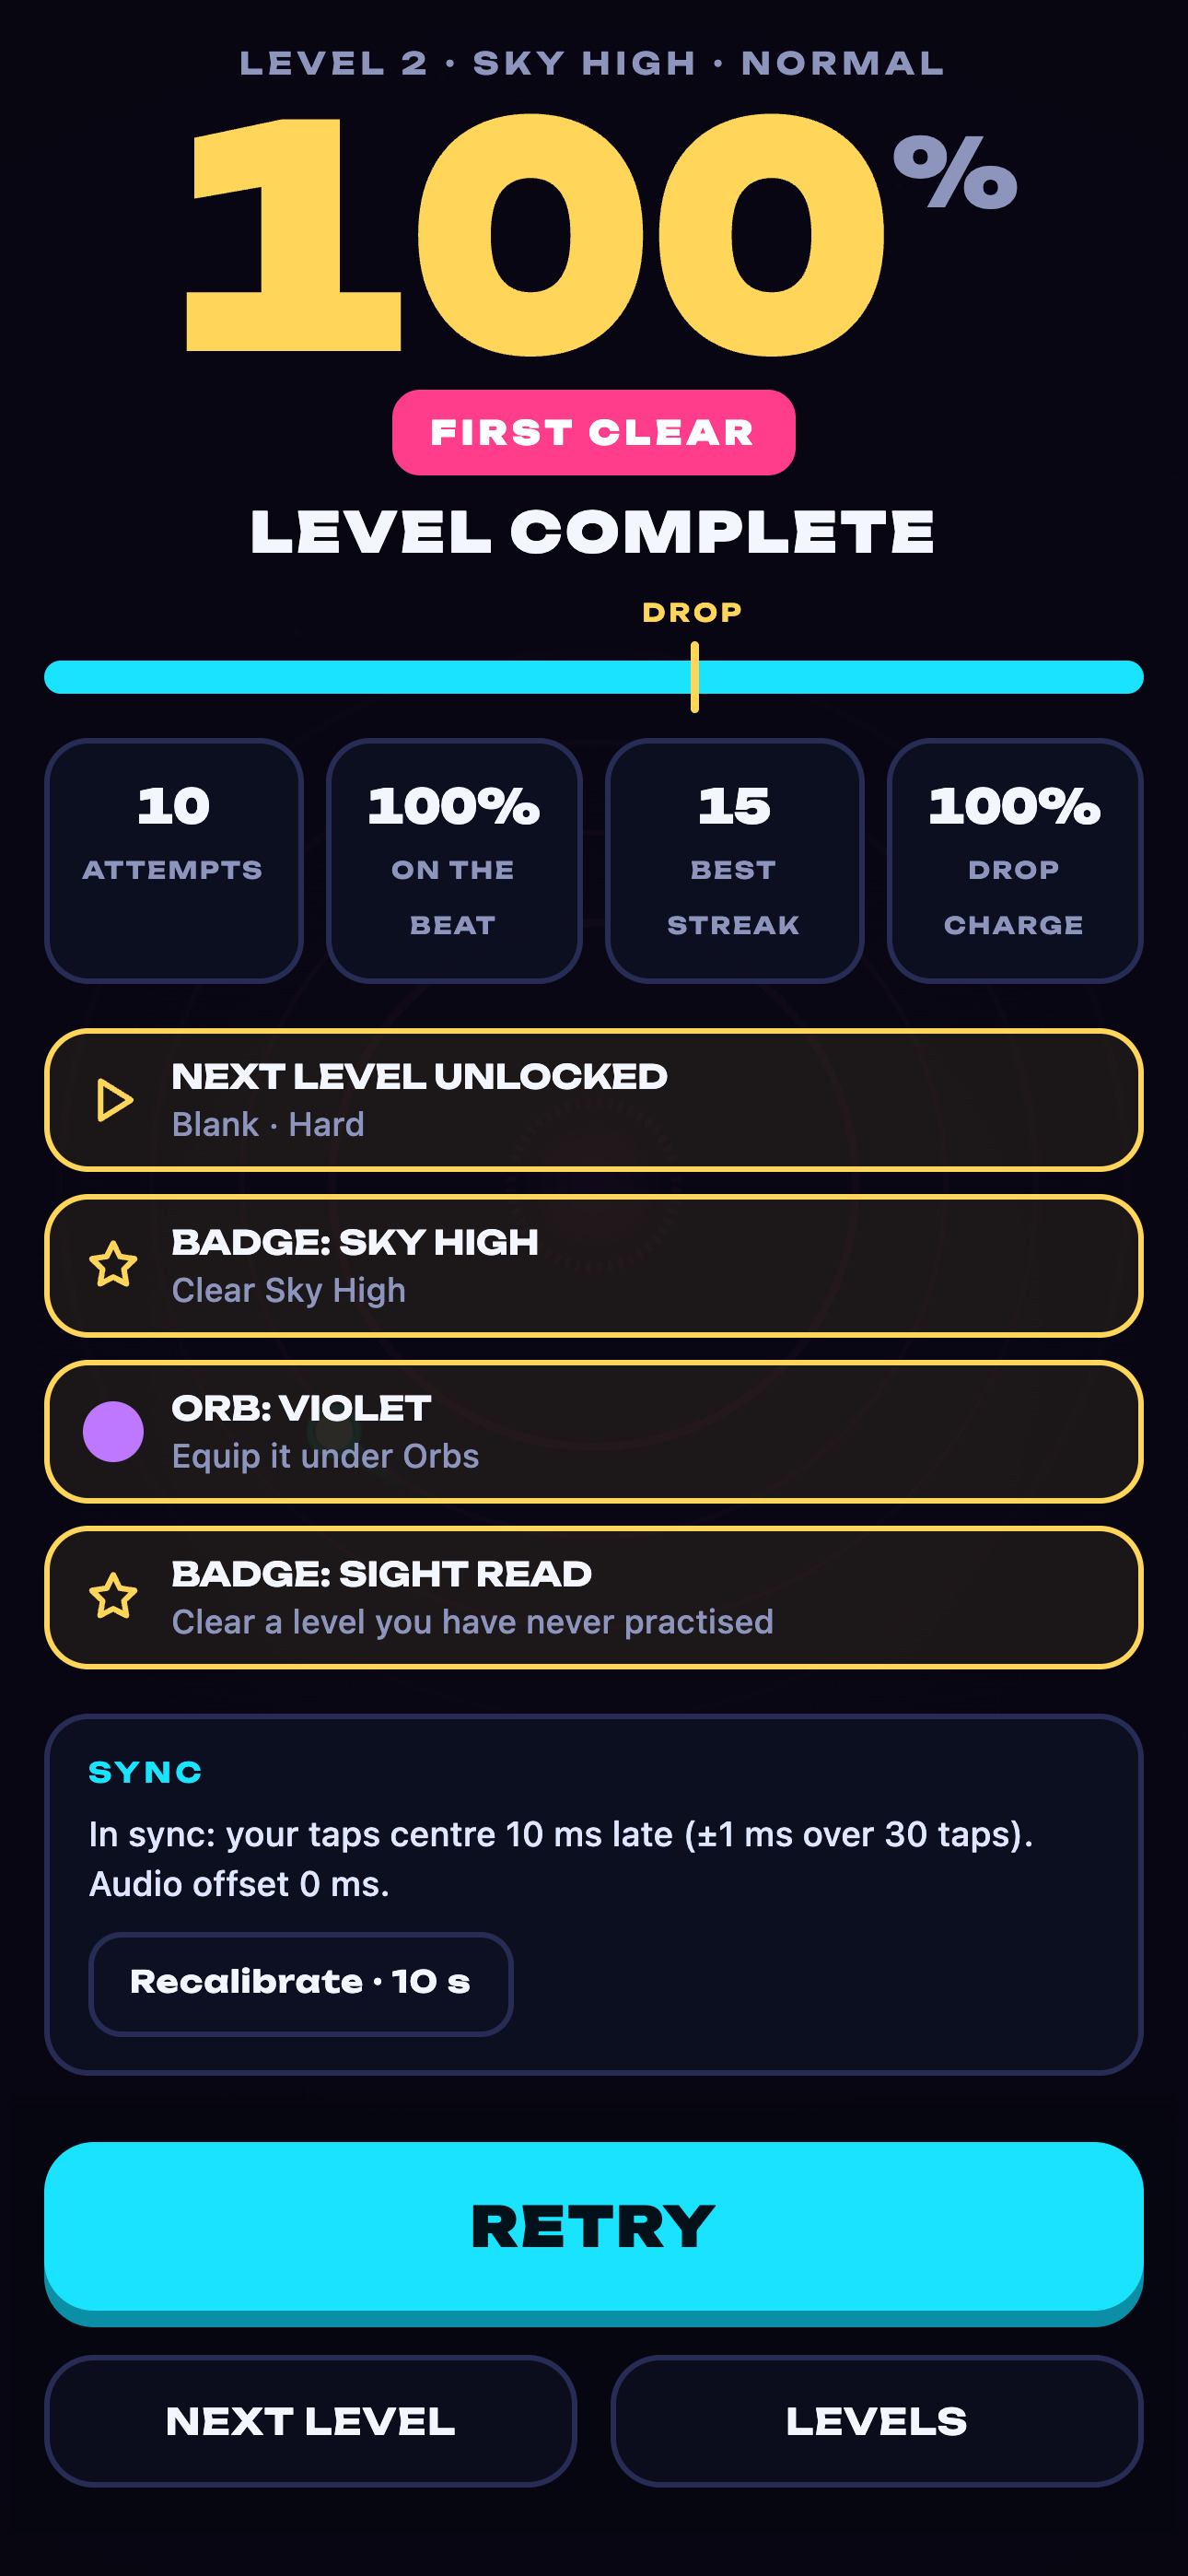 LEVEL 2 · SKY HIGH · NORMAL
100%
FIRST CLEAR
LEVEL COMPLETE
DROP
10
ATTEMPTS
100%
ON THE
BEAT
15
BEST
STREAK
100%
DROP
CHARGE
NEXT LEVEL UNLOCKED
Blank · Hard
BADGE: SKY HIGH
Clear Sky High
ORB: VIOLET
Equip it under Orbs
BADGE: SIGHT READ
Clear a level you have never practised
SYNC
In sync: your taps centre 10 ms late (±1 ms over 30 taps).
Audio offset 0 ms.
Recalibrate · 10 s
RETRY
NEXT LEVEL
LEVELS